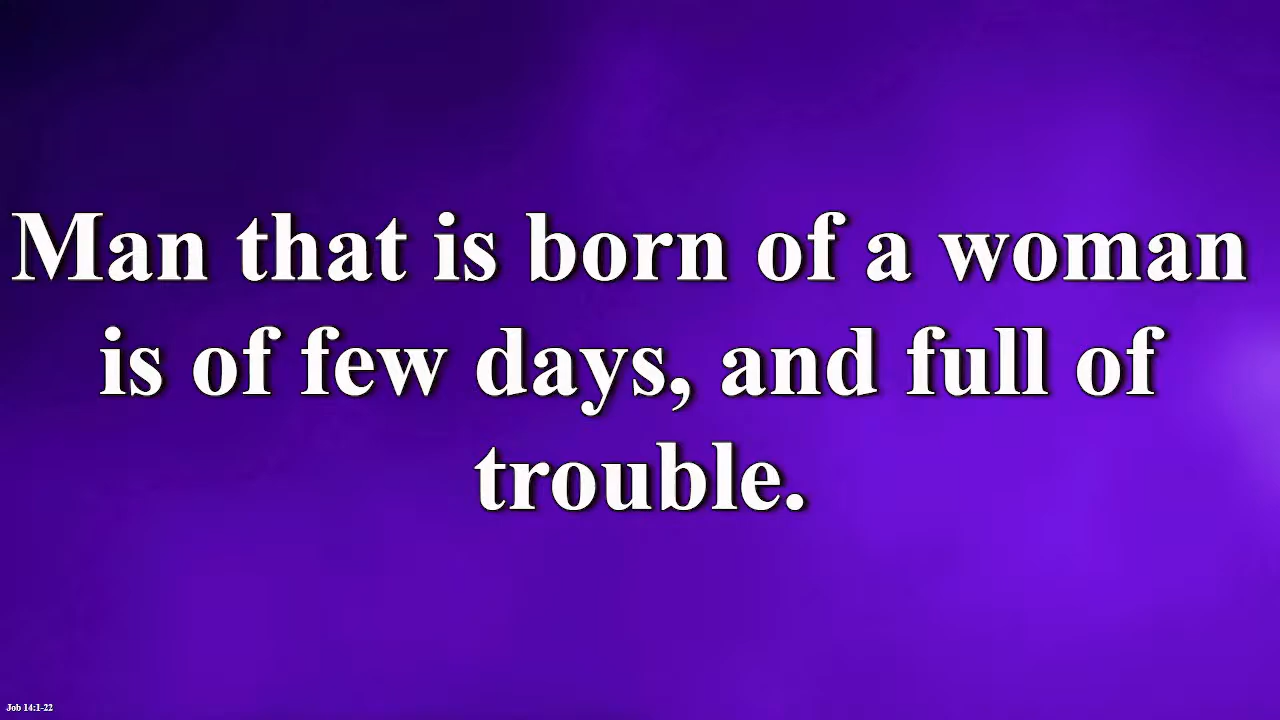 Man that is born of a woman
is of few days, and full of
trouble.
Job 14:1-22